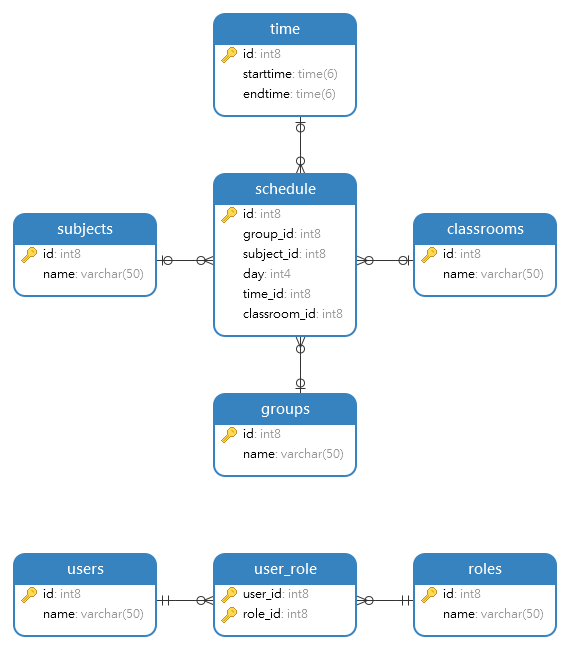 time
id: int8
starttime: time(6)
endtime: time(6)
schedule
id: int8
group_id: int8
subject_id: int8
day: int4
time_id: int8
classroom_id: int8
subjects
id: int8
name: varchar(50)
classrooms
id: int8
name: varchar(50)
groups
id: int8
name: varchar(50)
users
id: int8
name: varchar(50)
user_role
user_id: int8
role_id: int8
roles
id: int8
name: varchar(50)